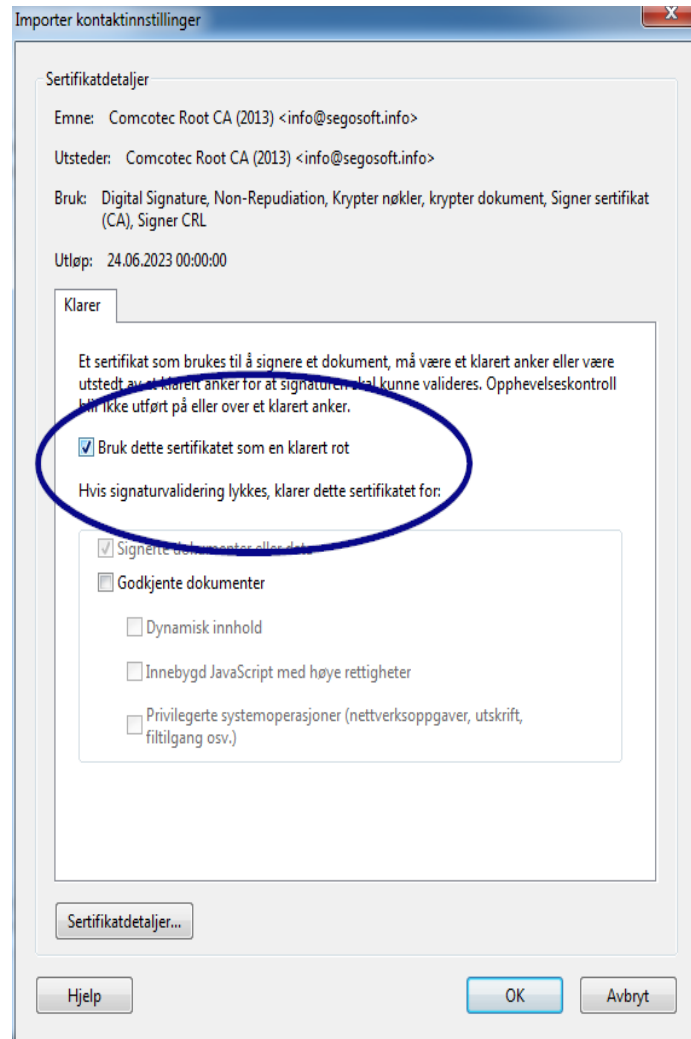 Importer kontaktinnstillinger
Sertifikatdetaljer
Emne: Comcotec Root CA (2013) <info@segosoft.info>
Utsteder: Comcotec Root CA (2013) <info@segosoft.info>
Bruk: Digital Signature, Non-Repudiation, Krypter nøkler, krypter dokument, Signer sertifikat
(CA), Signer CRL
Utløp: 24.06.2023 00:00:00
Klarer
Et sertifikat som brukes til å signere et dokument, må være et klarert anker eller være
utstedt av et klarert anker for at signaturen skal kunne valideres. Opphevelseskontroll
blir ikke utført på eller over et klarert anker.
Bruk dette sertifikatet som en klarert rot
Hvis signaturvalidering lykkes, klarer dette sertifikatet for:
Signerte dokumenter eller data
Godkjente dokumenter
Dynamisk innhold
Innebygd JavaScript med høye rettigheter
Privilegerte systemoperasjoner (nettverksoppgaver, utskrift,
filtilgang osv.)
Sertifikatdetaljer...
Hjelp
OK
Avbryt